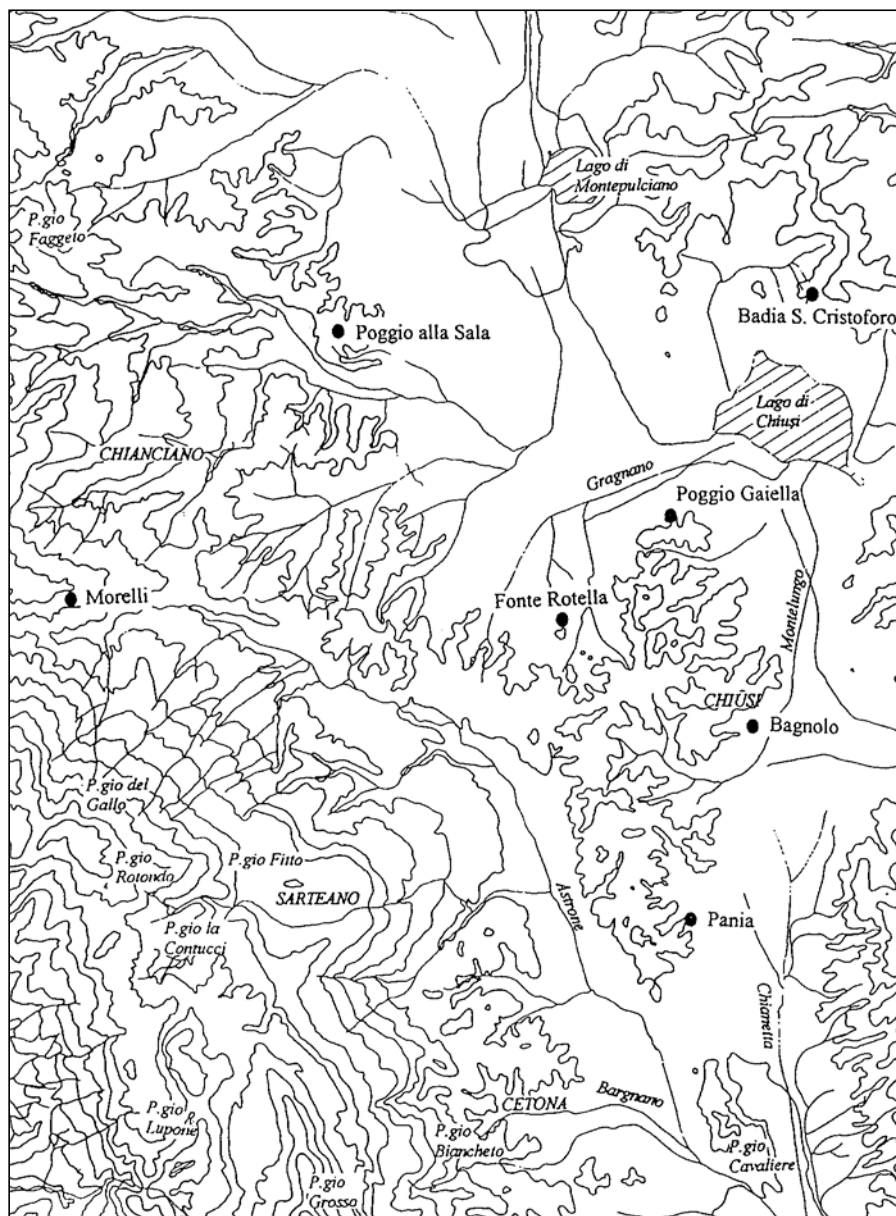 Lago di
Montepulciano
P.gio
Faggeto
Badia S. Cristoforo
Poggio alla Sala
Lago di
Chiusi
CHIANCIANO
Gragnano
Poggio Gaiella
Morelli
Fonte Rotella
Montelungo
CHIUSI
Bagnolo
P.gio del
Gallo
P.gio
Rotondo
P.gio Fitto
SARTEANO
Astrone
Pania
P.gio la
Contucci
Chianetta
Bargnano
CETONA
P.gio
Lupone
P.gio
Biancheto
P.gio
Cavaliere
P.gio
Grosso